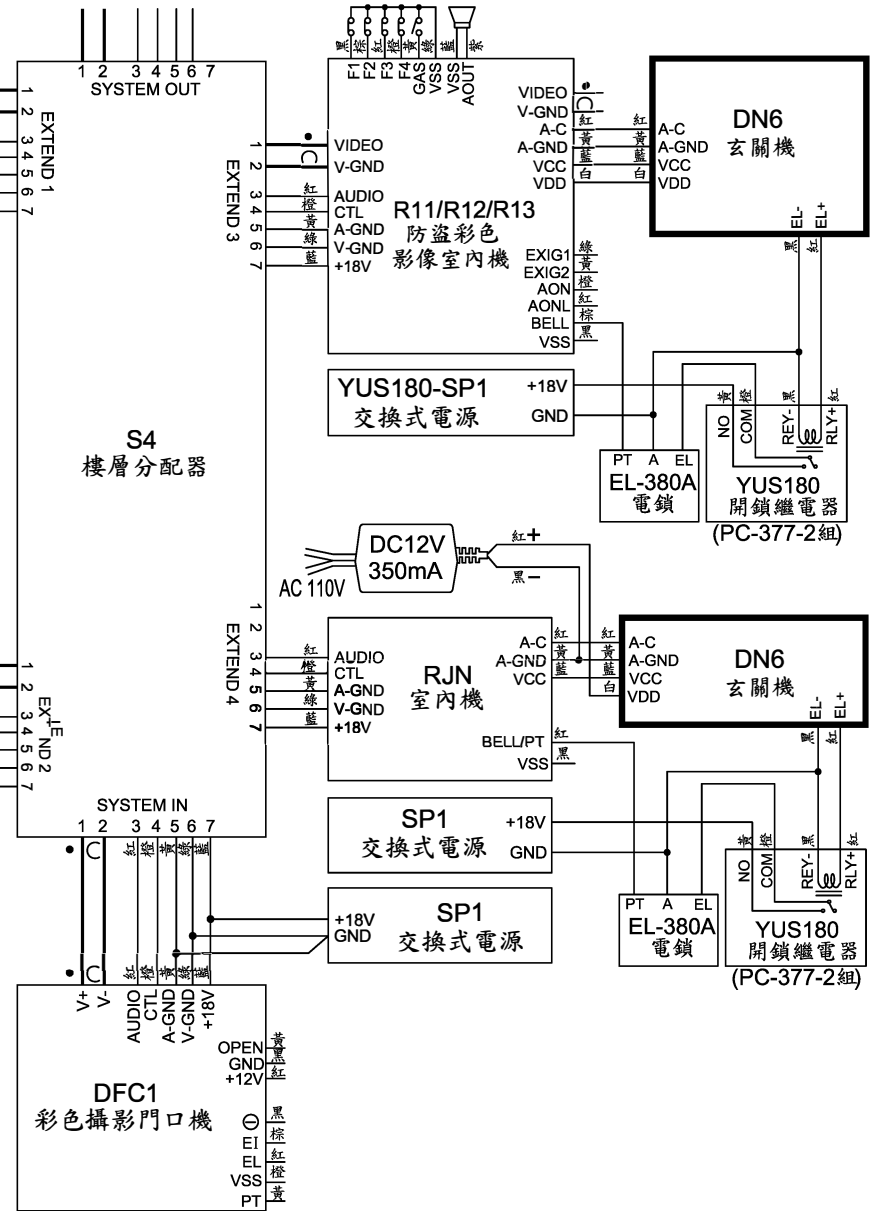 1 2 3 4 5 6 7
SYSTEM OUT
1 2 3 4 5 6 7
EXTEND 1
S4
樓層分配器
EXTEND 3
1 2 3 4 5 6 7
紅
橙
黃
綠
藍
黑 棕 紅 橙 黃 綠 藍 紫
F1 F2 F3 F4 GAS VSS VSS AOUT
VIDEO
V-GND
AUDIO
CTL
A-GND
V-GND
+18V
R11/R12/R13
防盜彩色
影像室內機
VIDEO
V-GND
A-C 紅 紅 A-C
A-GND 黃 黃 A-GND
VCC 藍 藍 VCC
VDD 白 白 VDD
DN6
玄關機
EL- EL+
黑 紅
EXIG1 綠
EXIG2 黃
AON 橙
AONL 紅
BELL 棕
VSS 黑
YUS180-SP1
交換式電源
+18V
GND
PT A EL
EL-380A
電鎖
黃 橙 黑 紅
NO COM REY- RLY+
YUS180
開鎖繼電器
(PC-377-2組)
AC 110V
DC12V
350mA
紅+
黑−
EXTEND 4
1 2 3 4 5 6 7
紅 AUDIO
橙 CTL
黃 A-GND
綠 V-GND
藍 +18V
RJN
室內機
A-C 紅 紅 A-C
A-GND 黃 黃 A-GND
VCC 藍 藍 VCC
白 VDD
BELL/PT 紅
VSS 黑
DN6
玄關機
EL- EL+
黑 紅
1 2 3 4 5 6 7
EXTEND 2
SP1
交換式電源
+18V
GND
PT A EL
EL-380A
電鎖
黃 橙 黑 紅
NO COM REY- RLY+
YUS180
開鎖繼電器
(PC-377-2組)
SYSTEM IN
1 2 3 4 5 6 7
紅 橙 黃 綠 藍
+18V
GND
SP1
交換式電源
紅 橙 黃 綠 藍
V+ V- AUDIO CTL A-GND V-GND +18V
DFC1
彩色攝影門口機
OPEN 黃
GND 黑
+12V 紅
⊖ 黑
EI 棕
EL 紅
VSS 橙
PT 黃